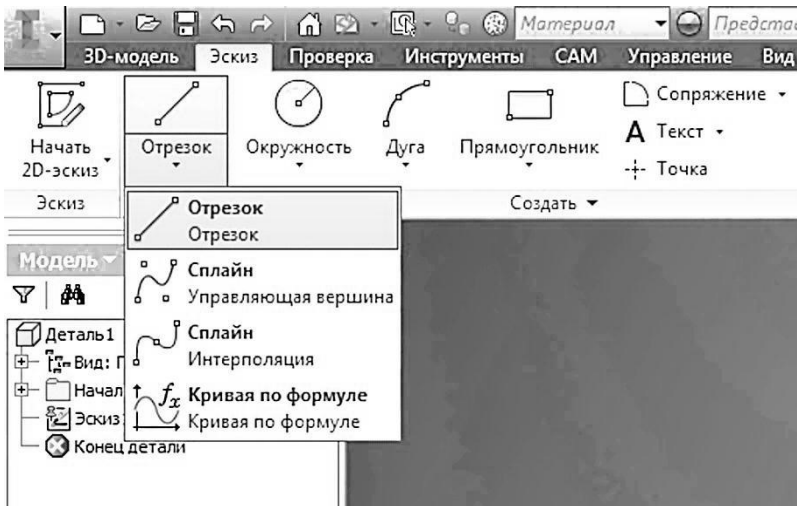 Материал
3D-модель Эскиз Проверка Инструменты CAM Управление Вид
Начать
2D-эскиз
Отрезок
Окружность
Дуга
Прямоугольник
Сопряжение
A Текст
Точка
Эскиз
Создать
Отрезок
Отрезок
Сплайн
Управляющая вершина
Сплайн
Интерполяция
fx Кривая по формуле
Кривая по формуле
Модель
Деталь1
Вид:
Эскиз
Конец детали